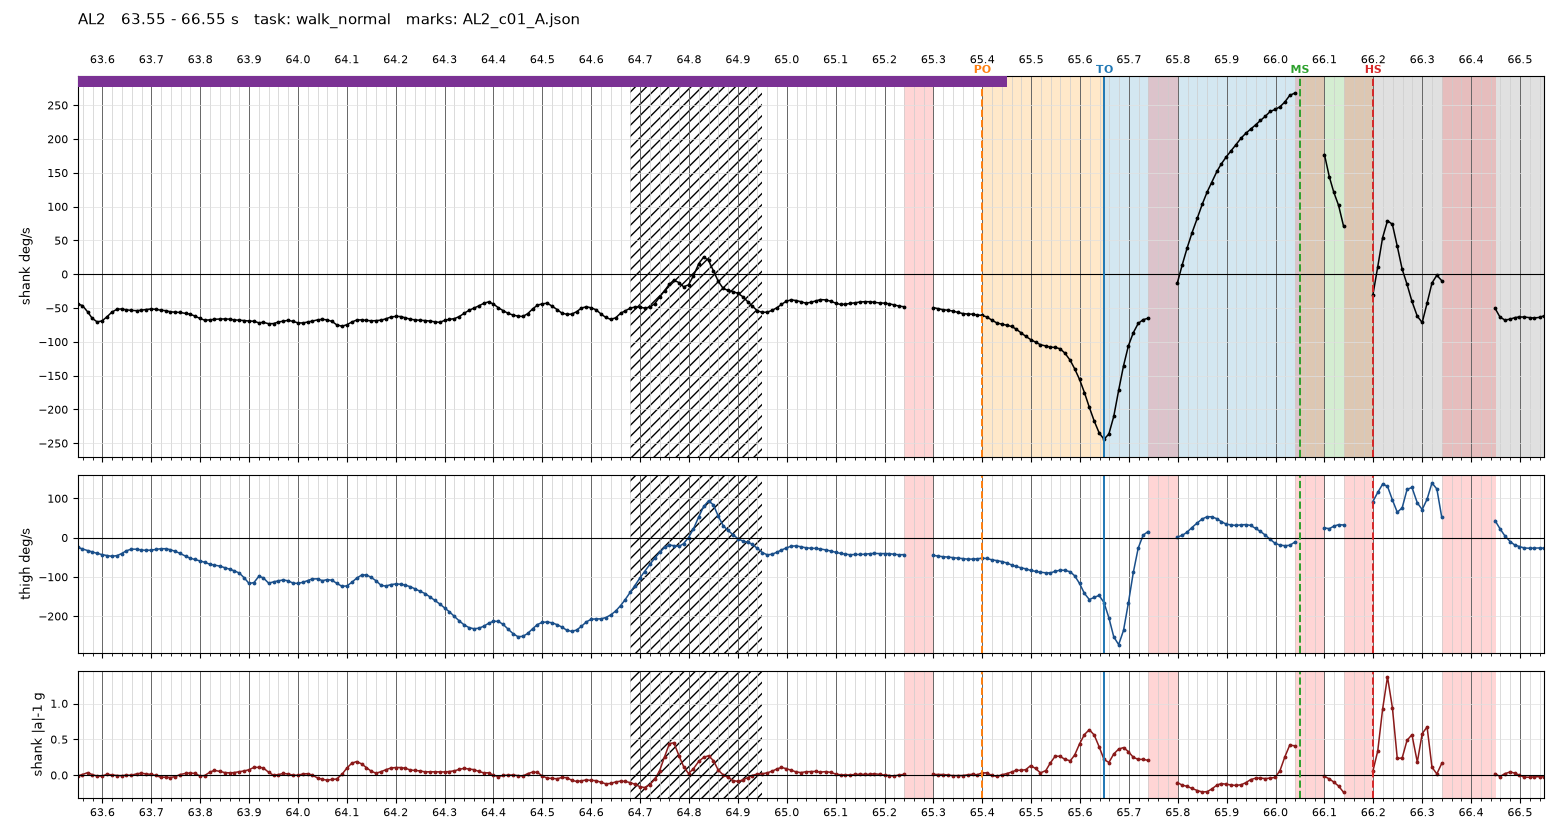 AL2   63.55 - 66.55 s   task: walk_normal   marks: AL2_c01_A.json
63.6 63.7 63.8 63.9 64.0 64.1 64.2 64.3 64.4 64.5 64.6 64.7 64.8 64.9 65.0 65.1 65.2 65.3 65.4 65.5 65.6 65.7 65.8 65.9 66.0 66.1 66.2 66.3 66.4 66.5
PO TO MS HS
shank deg/s
250
200
150
100
50
0
−50
−100
−150
−200
−250
thigh deg/s
100
0
−100
−200
shank |a|-1 g
1.0
0.5
0.0
63.6 63.7 63.8 63.9 64.0 64.1 64.2 64.3 64.4 64.5 64.6 64.7 64.8 64.9 65.0 65.1 65.2 65.3 65.4 65.5 65.6 65.7 65.8 65.9 66.0 66.1 66.2 66.3 66.4 66.5